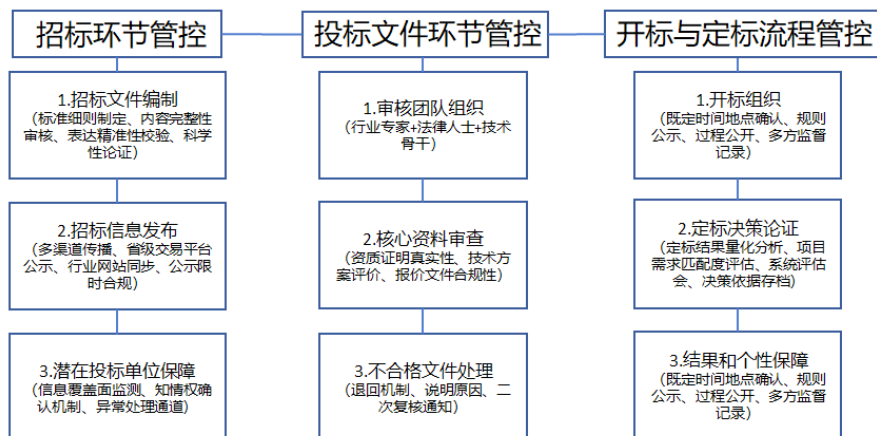 招标环节管控
投标文件环节管控
开标与定标流程管控
1.招标文件编制
(标准细则制定、内容完整性
审核、表达精准性校验、科学
性论证)
1.审核团队组织
(行业专家+法律人士+技术
骨干)
1.开标组织
(既定时间地点确认、规则
公示、过程公开、多方监督
记录)
2.招标信息发布
(多渠道传播、省级交易平台
公示、行业网站同步、公示限
时合规)
2.核心资料审查
(资质证明真实性、技术方
案评价、报价文件合规性)
2.定标决策论证
(定标结果量化分析、项目
需求匹配度评估、系统评估
会、决策依据存档)
3.潜在投标单位保障
(信息覆盖面监测、知情权确
认机制、异常处理通道)
3.不合格文件处理
(退回机制、说明原因、二
次复核通知)
3.结果和个性保障
(既定时间地点确认、规则
公示、过程公开、多方监督
记录)